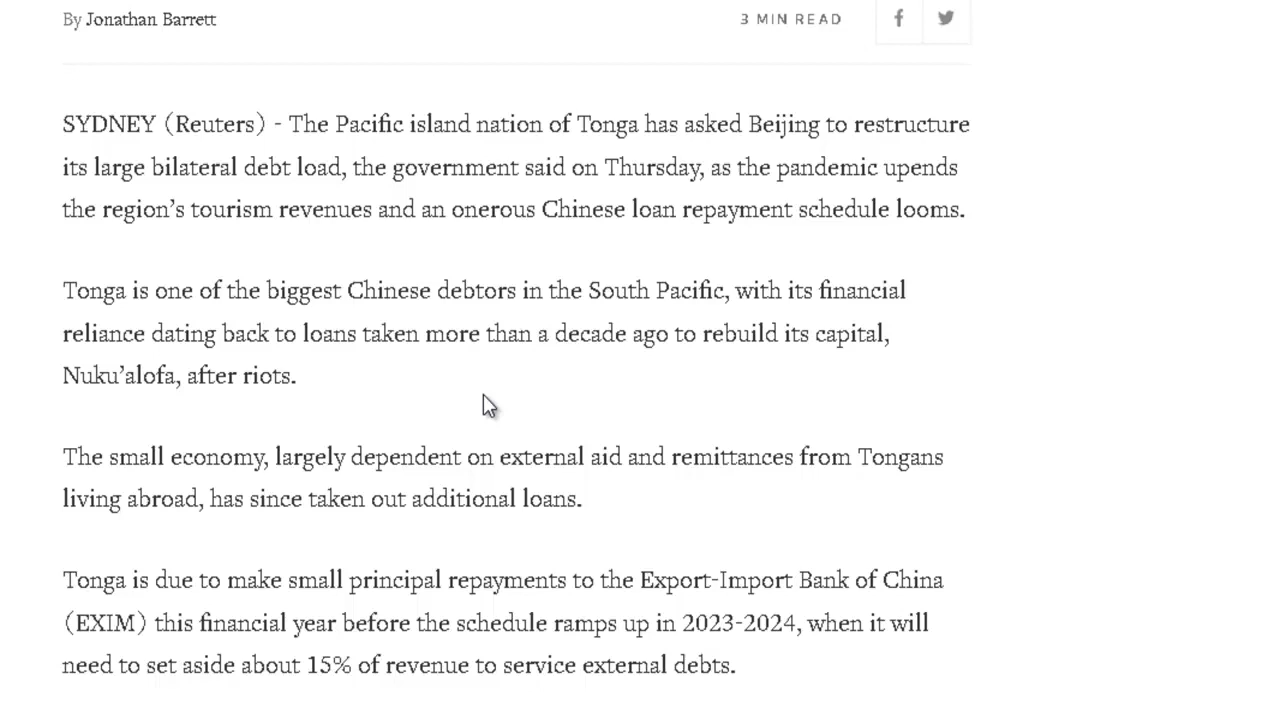 By Jonathan Barrett
3 MIN READ
SYDNEY (Reuters) - The Pacific island nation of Tonga has asked Beijing to restructure
its large bilateral debt load, the government said on Thursday, as the pandemic upends
the region’s tourism revenues and an onerous Chinese loan repayment schedule looms.
Tonga is one of the biggest Chinese debtors in the South Pacific, with its financial
reliance dating back to loans taken more than a decade ago to rebuild its capital,
Nuku’alofa, after riots.
The small economy, largely dependent on external aid and remittances from Tongans
living abroad, has since taken out additional loans.
Tonga is due to make small principal repayments to the Export-Import Bank of China
(EXIM) this financial year before the schedule ramps up in 2023-2024, when it will
need to set aside about 15% of revenue to service external debts.